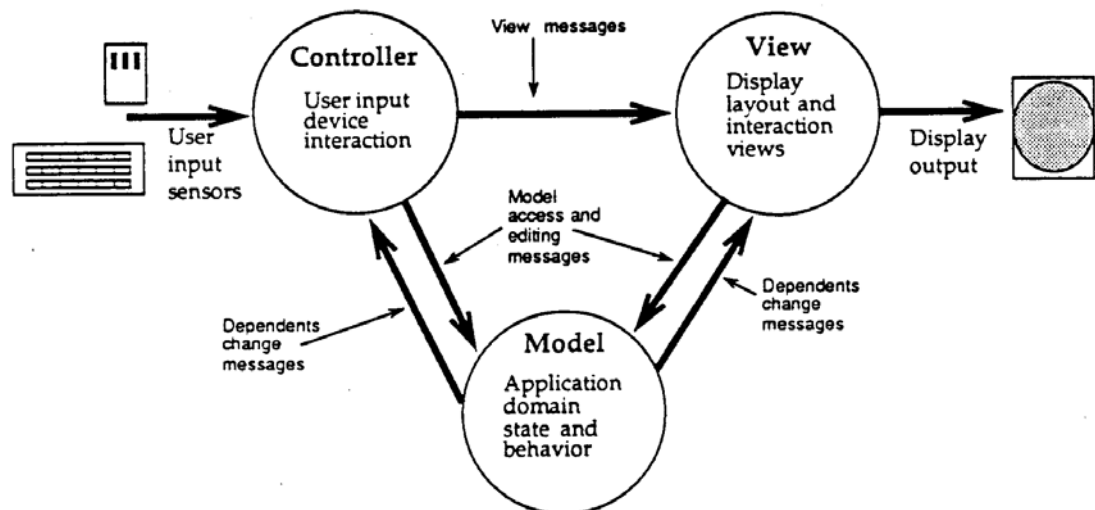 View messages
Controller
User input
device
interaction
View
Display
layout and
interaction
views
User
input
sensors
Display
output
Model
access and
editing
messages
Dependents
change
messages
Dependents
change
messages
Model
Application
domain
state and
behavior